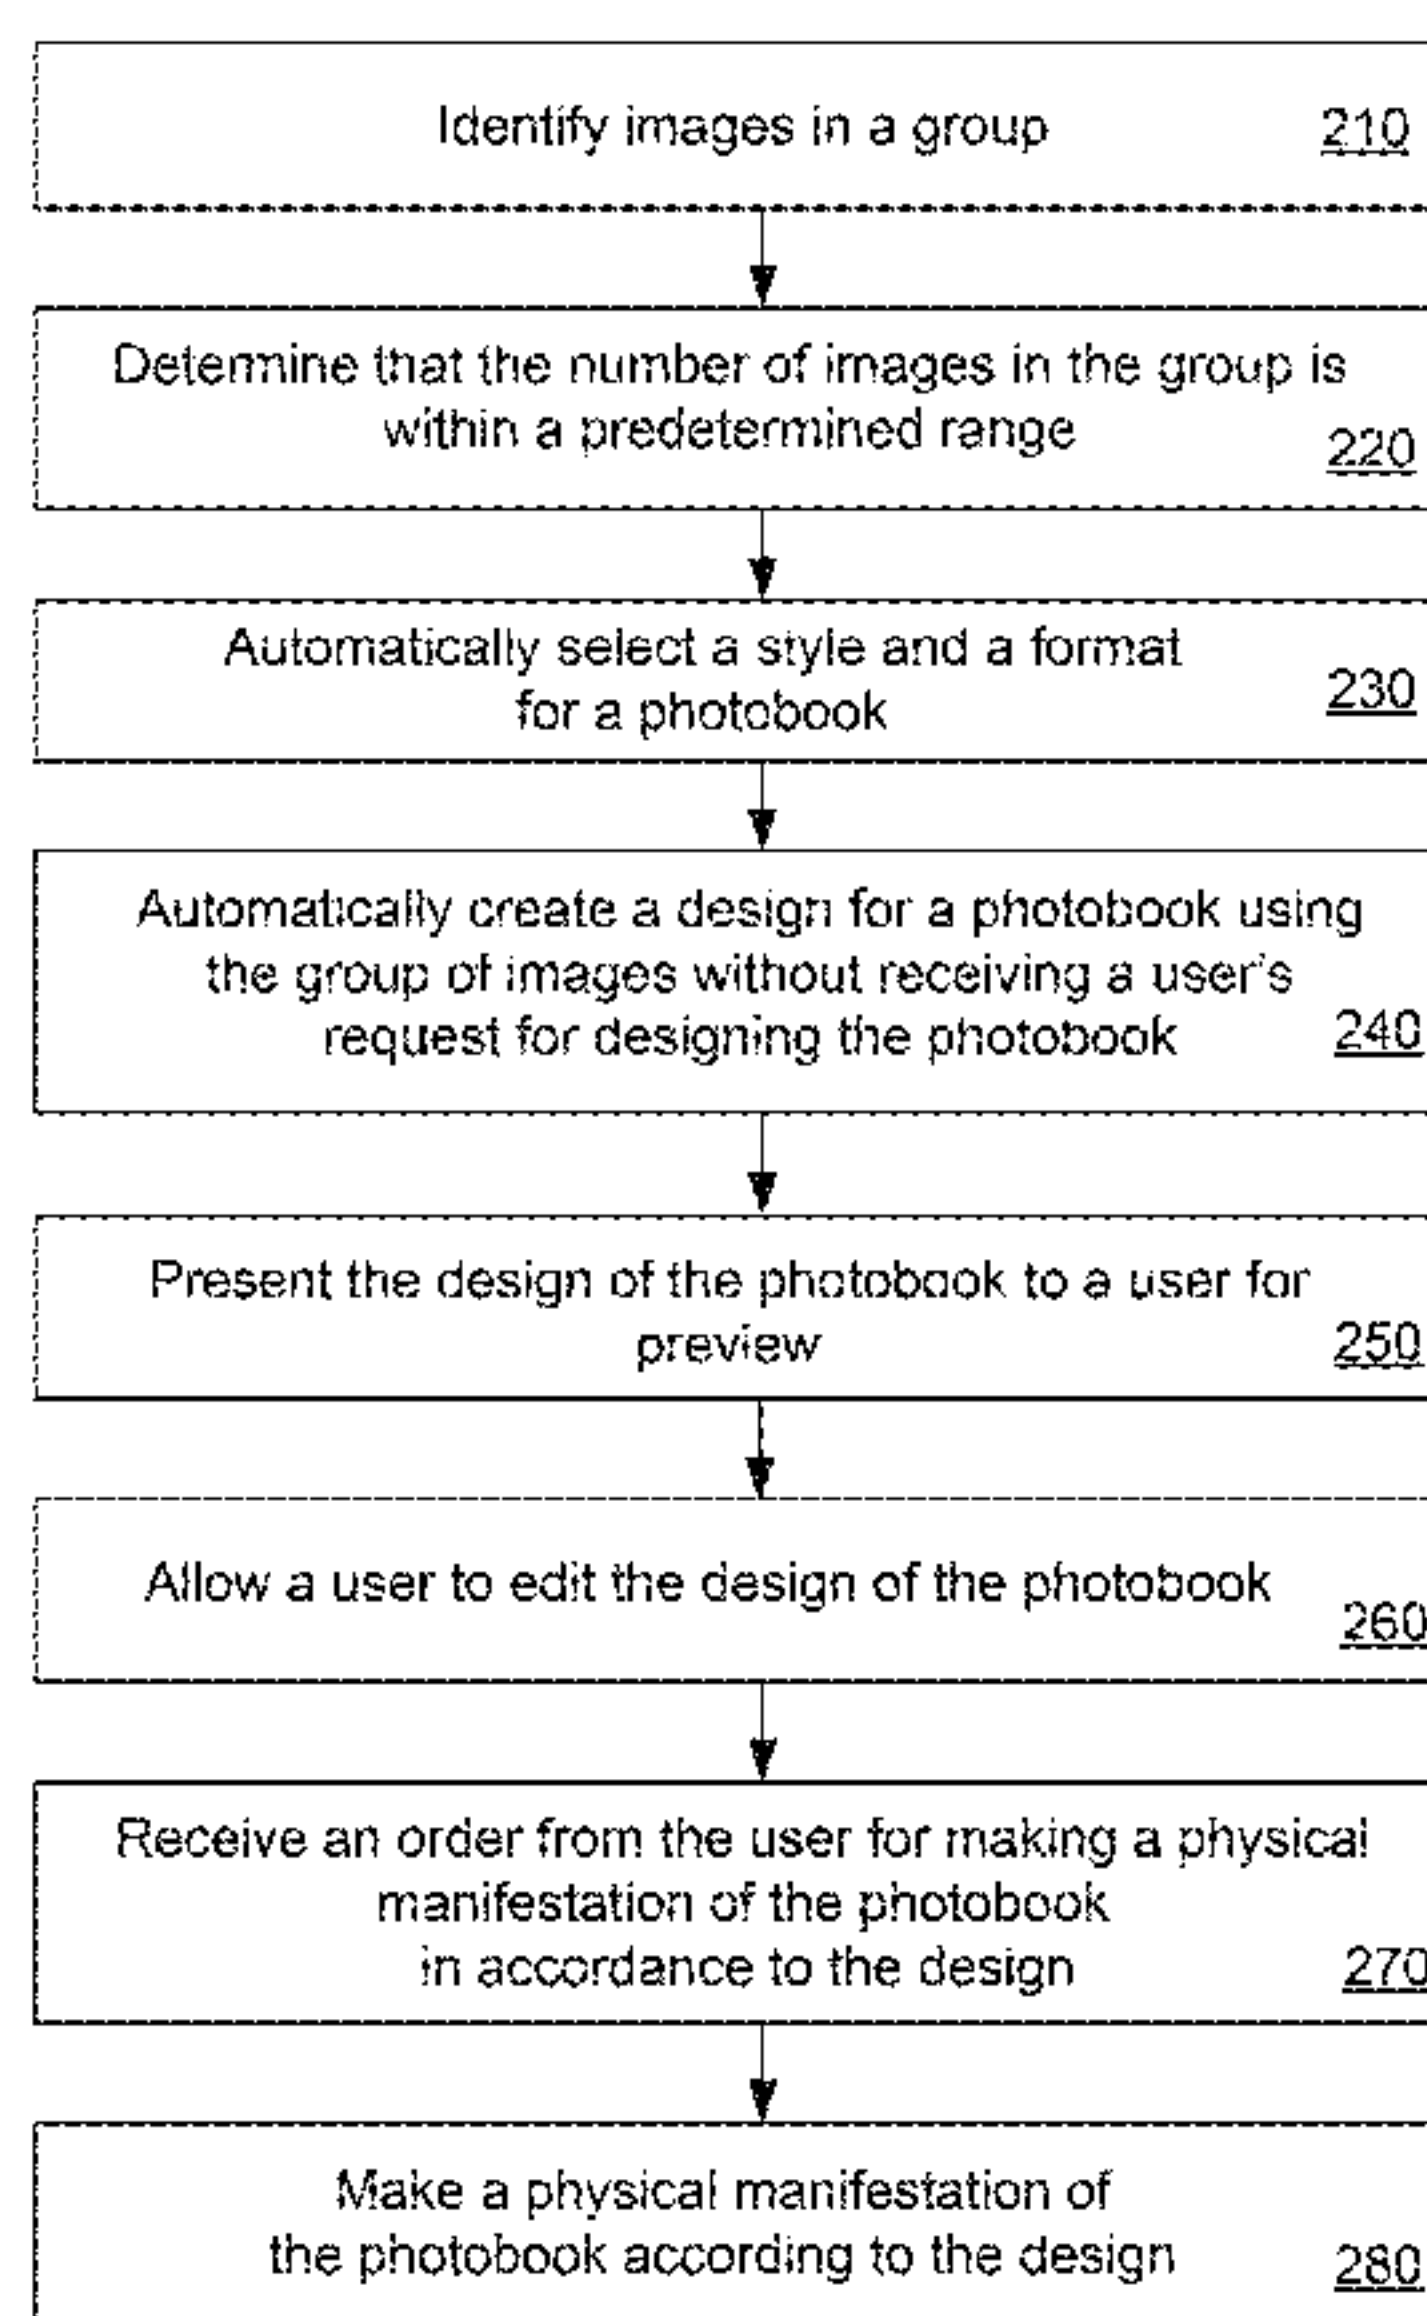 Identify images in a group 210
Determine that the number of images in the group is
within a predetermined range 220
Automatically select a style and a format
for a photobook 230
Automatically create a design for a photobook using
the group of images without receiving a user's
request for designing the photobook 240
Present the design of the photobook to a user for
preview 250
Allow a user to edit the design of the photobook
260
Receive an order from the user for making a physical
manifestation of the photobook
in accordance to the design 270
Make a physical manifestation of
the photobook according to the design 280